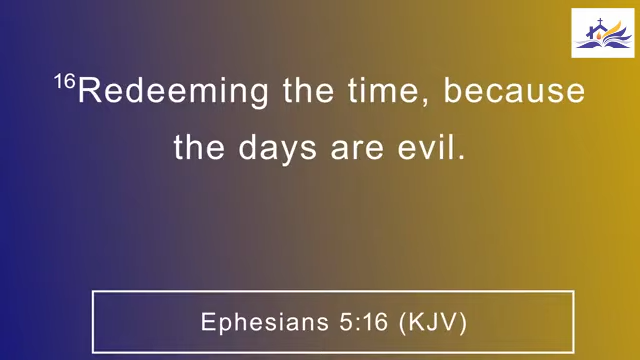 16Redeeming the time, because
the days are evil.
Ephesians 5:16 (KJV)